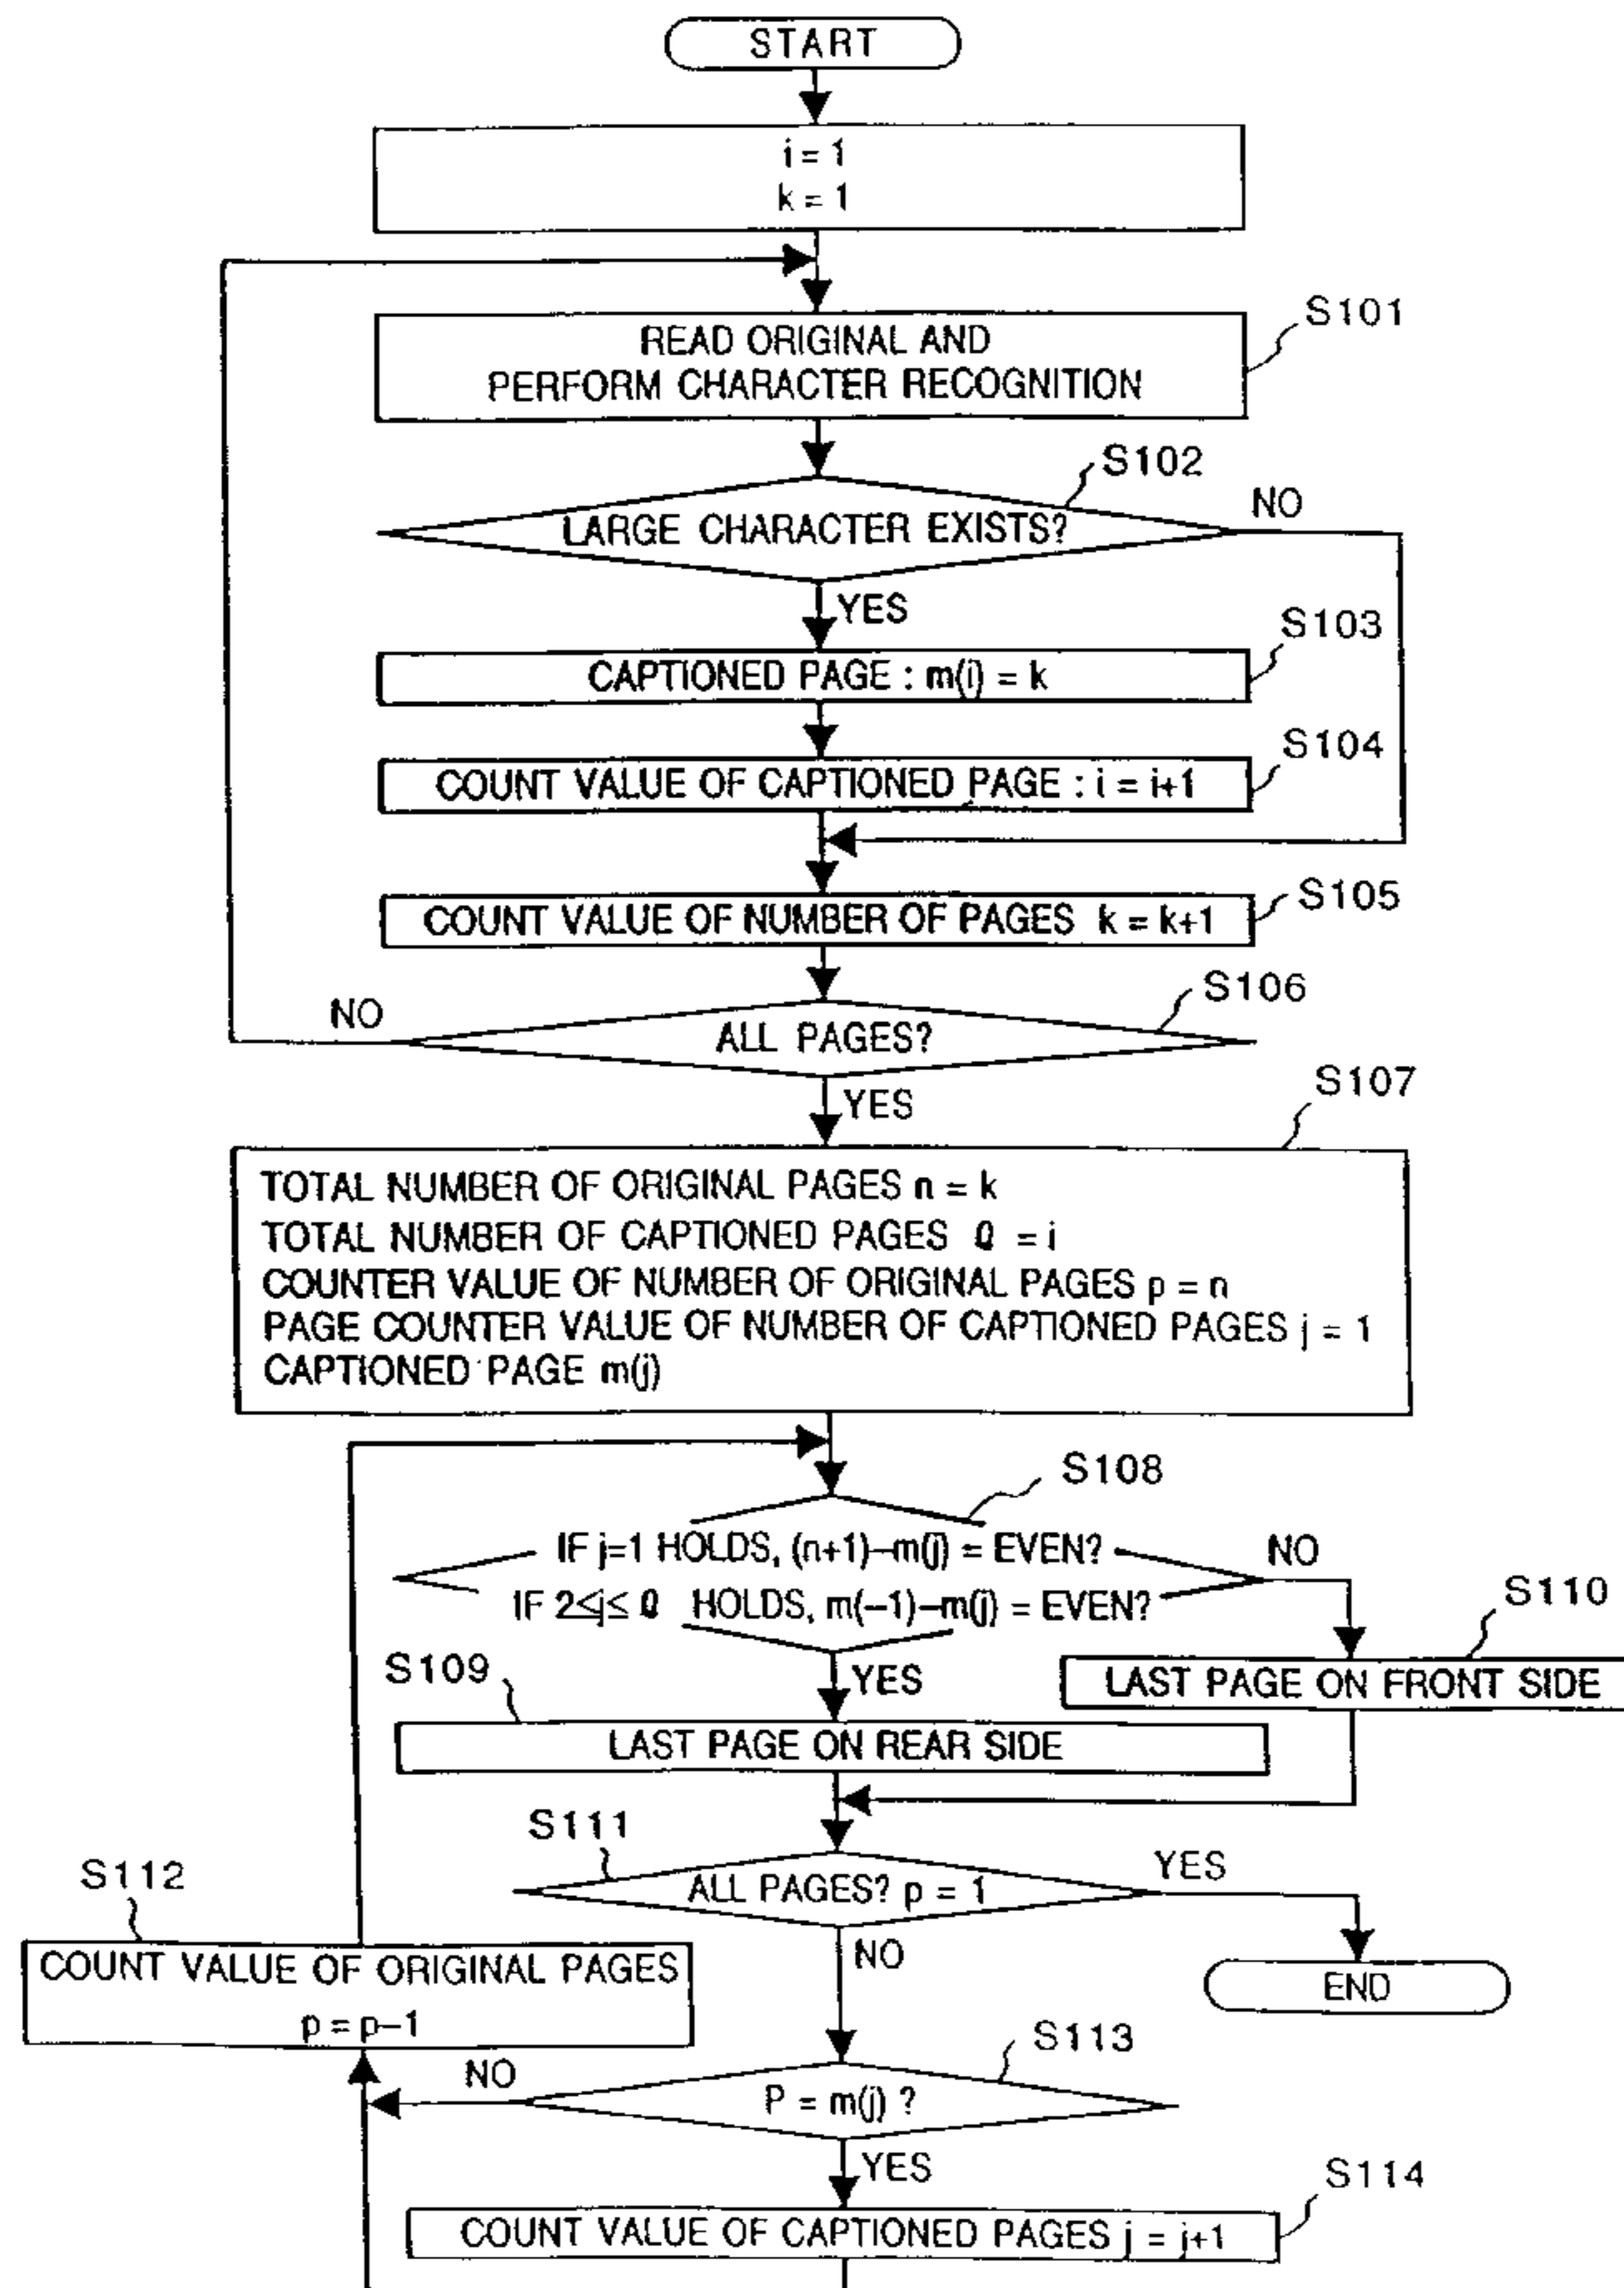 START
i = 1
k = 1
S101
READ ORIGINAL AND
PERFORM CHARACTER RECOGNITION
S102
LARGE CHARACTER EXISTS?
NO
YES
S103
CAPTIONED PAGE : m(i) = k
S104
COUNT VALUE OF CAPTIONED PAGE : i = i+1
S105
COUNT VALUE OF NUMBER OF PAGES k = k+1
S106
NO
ALL PAGES?
YES
S107
TOTAL NUMBER OF ORIGINAL PAGES n = k
TOTAL NUMBER OF CAPTIONED PAGES ℓ = i
COUNTER VALUE OF NUMBER OF ORIGINAL PAGES p = n
PAGE COUNTER VALUE OF NUMBER OF CAPTIONED PAGES j = 1
CAPTIONED PAGE m(j)
S108
IF j=1 HOLDS, (n+1)–m(j) = EVEN?
NO
IF 2≤j≤ ℓ HOLDS, m(–1)–m(j) = EVEN?
S110
S109
YES
LAST PAGE ON FRONT SIDE
LAST PAGE ON REAR SIDE
S111
S112
ALL PAGES? p = 1
YES
COUNT VALUE OF ORIGINAL PAGES
p = p–1
NO
END
S113
NO
P = m(j) ?
YES
S114
COUNT VALUE OF CAPTIONED PAGES j = j+1